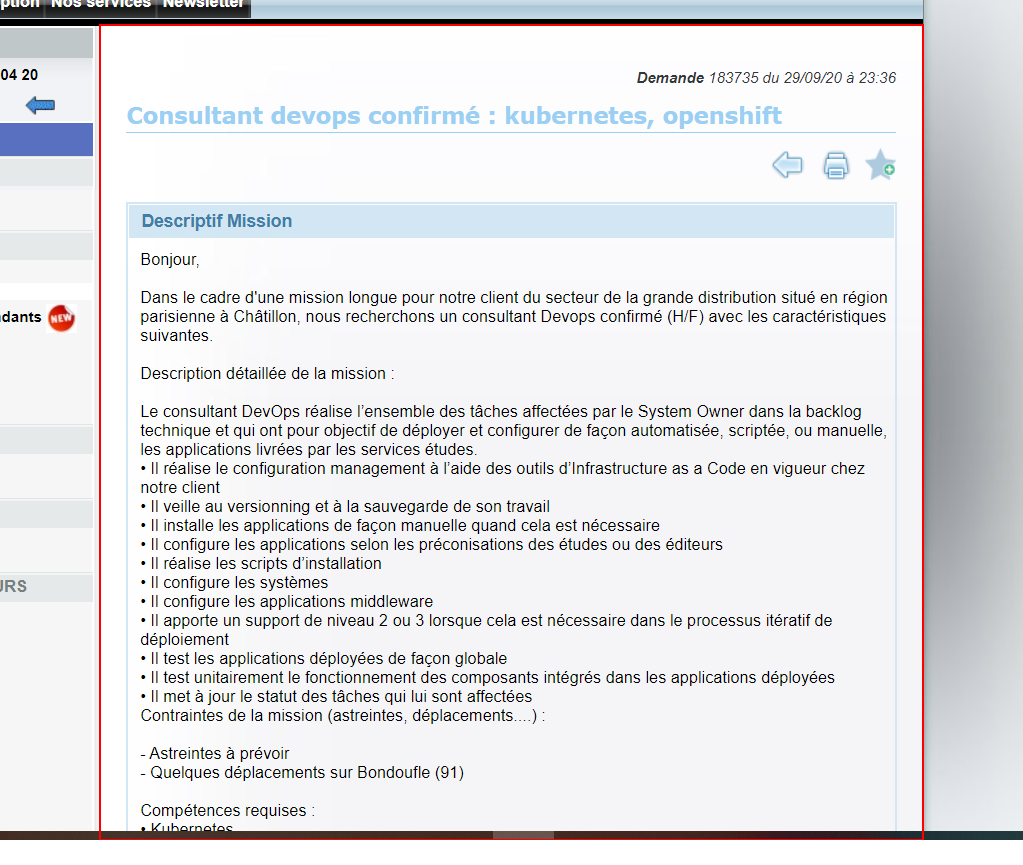 Nos services
Newsletter
04 20
Demande 183735 du 29/09/20 à 23:36
Consultant devops confirmé : kubernetes, openshift
Descriptif Mission
Bonjour,
Dans le cadre d'une mission longue pour notre client du secteur de la grande distribution situé en région
parisienne à Châtillon, nous recherchons un consultant Devops confirmé (H/F) avec les caractéristiques
suivantes.
Description détaillée de la mission :
Le consultant DevOps réalise l’ensemble des tâches affectées par le System Owner dans la backlog
technique et qui ont pour objectif de déployer et configurer de façon automatisée, scriptée, ou manuelle,
les applications livrées par les services études.
• Il réalise le configuration management à l’aide des outils d’Infrastructure as a Code en vigueur chez
notre client
• Il veille au versionning et à la sauvegarde de son travail
• Il installe les applications de façon manuelle quand cela est nécessaire
• Il configure les applications selon les préconisations des études ou des éditeurs
• Il réalise les scripts d’installation
• Il configure les systèmes
• Il configure les applications middleware
• Il apporte un support de niveau 2 ou 3 lorsque cela est nécessaire dans le processus itératif de
déploiement
• Il test les applications déployées de façon globale
• Il test unitairement le fonctionnement des composants intégrés dans les applications déployées
• Il met à jour le statut des tâches qui lui sont affectées
Contraintes de la mission (astreintes, déplacements....) :
- Astreintes à prévoir
- Quelques déplacements sur Bondoufle (91)
Compétences requises :
• Kubernetes
dants
NEW
URS